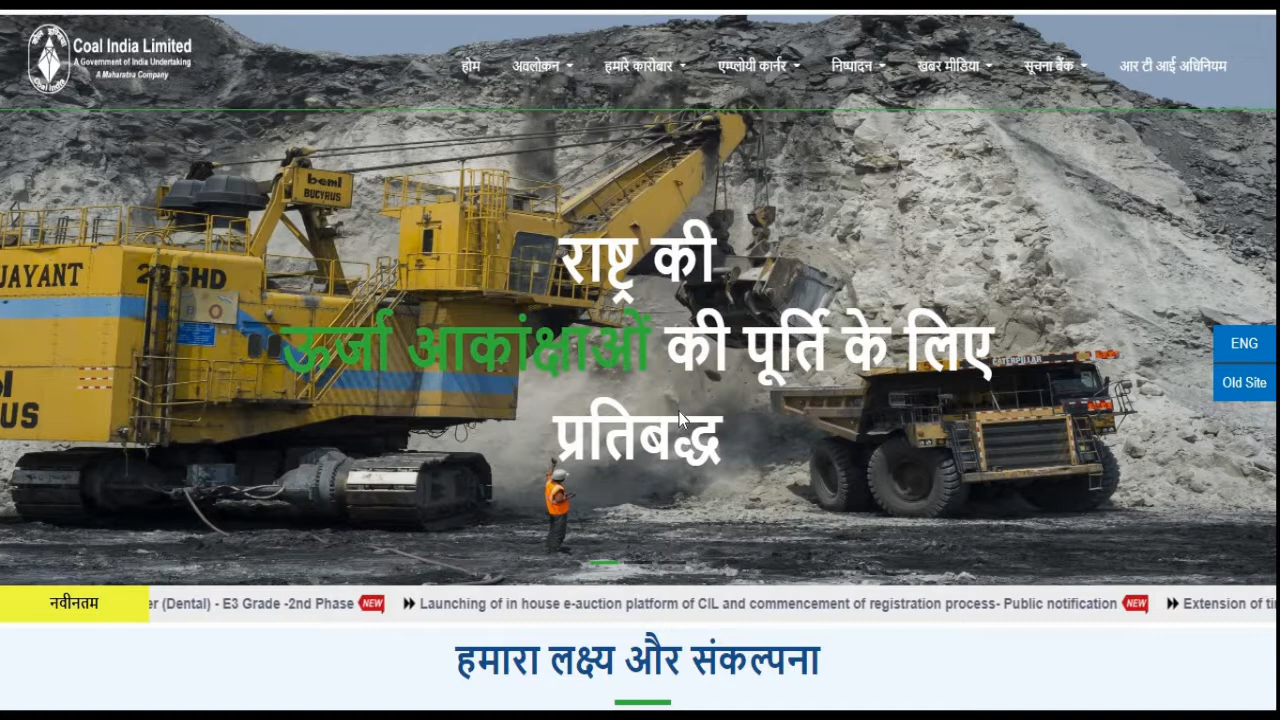 Coal India Limited
A Government of India Undertaking
A Maharatna Company
होम अवलोकन हमारे कारोबार एम्प्लोयी कार्नर निष्पादन खबर मीडिया सूचना बैंक आर टी आई अधिनियम
beml
BUCYRUS
JAYANT 295HD
राष्ट्र की
ऊर्जा आकांक्षाओं की पूर्ति के लिए
CATERPILLAR
प्रतिबद्ध
US
ENG
Old Site
नवीनतम er (Dental) - E3 Grade -2nd Phase NEW Launching of in house e-auction platform of CIL and commencement of registration process- Public notification NEW Extension of ti
हमारा लक्ष्य और संकल्पना